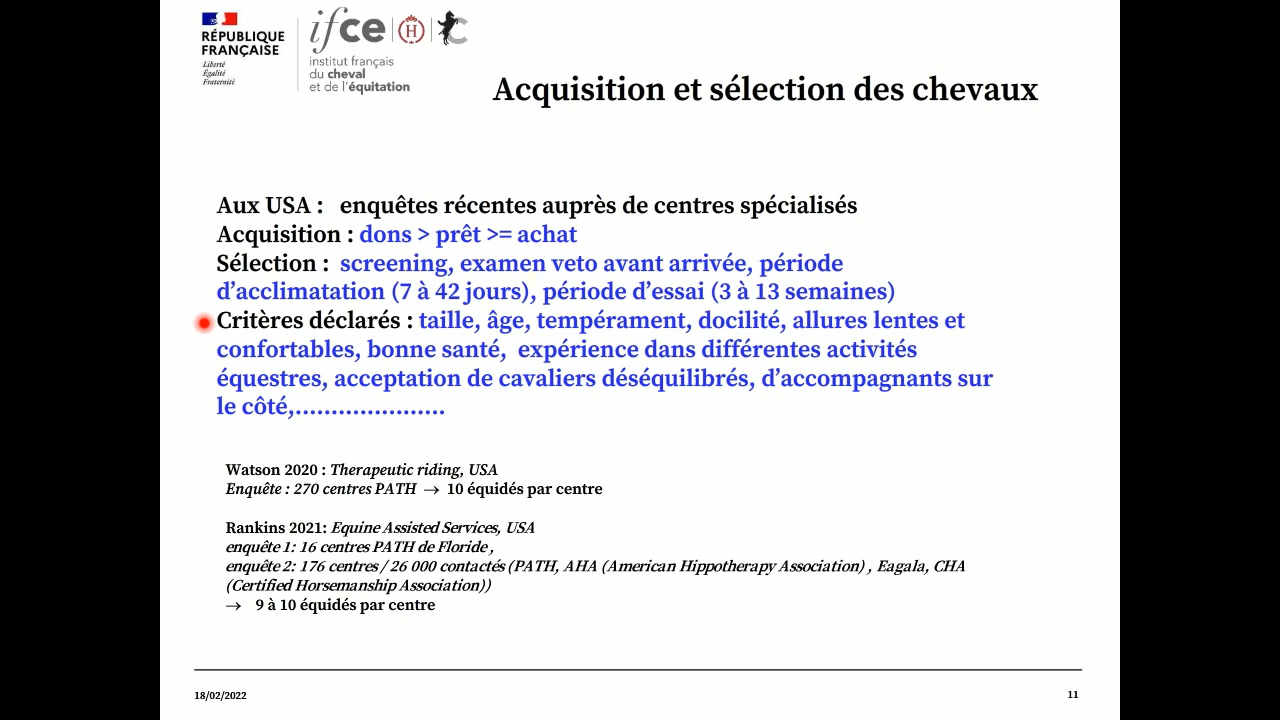 RÉPUBLIQUE
FRANÇAISE
Liberté
Égalité
Fraternité
ifce
H
institut français
du cheval
et de l'équitation
Acquisition et sélection des chevaux
Aux USA : enquêtes récentes auprès de centres spécialisés
Acquisition : dons > prêt >= achat
Sélection : screening, examen veto avant arrivée, période
d'acclimatation (7 à 42 jours), période d'essai (3 à 13 semaines)
Critères déclarés : taille, âge, tempérament, docilité, allures lentes et
confortables, bonne santé, expérience dans différentes activités
équestres, acceptation de cavaliers déséquilibrés, d'accompagnants sur
le côté,.....................
Watson 2020 : Therapeutic riding, USA
Enquête : 270 centres PATH → 10 équidés par centre
Rankins 2021: Equine Assisted Services, USA
enquête 1: 16 centres PATH de Floride ,
enquête 2: 176 centres / 26 000 contactés (PATH, AHA (American Hippotherapy Association) , Eagala, CHA
(Certified Horsemanship Association))
→ 9 à 10 équidés par centre
18/02/2022
11